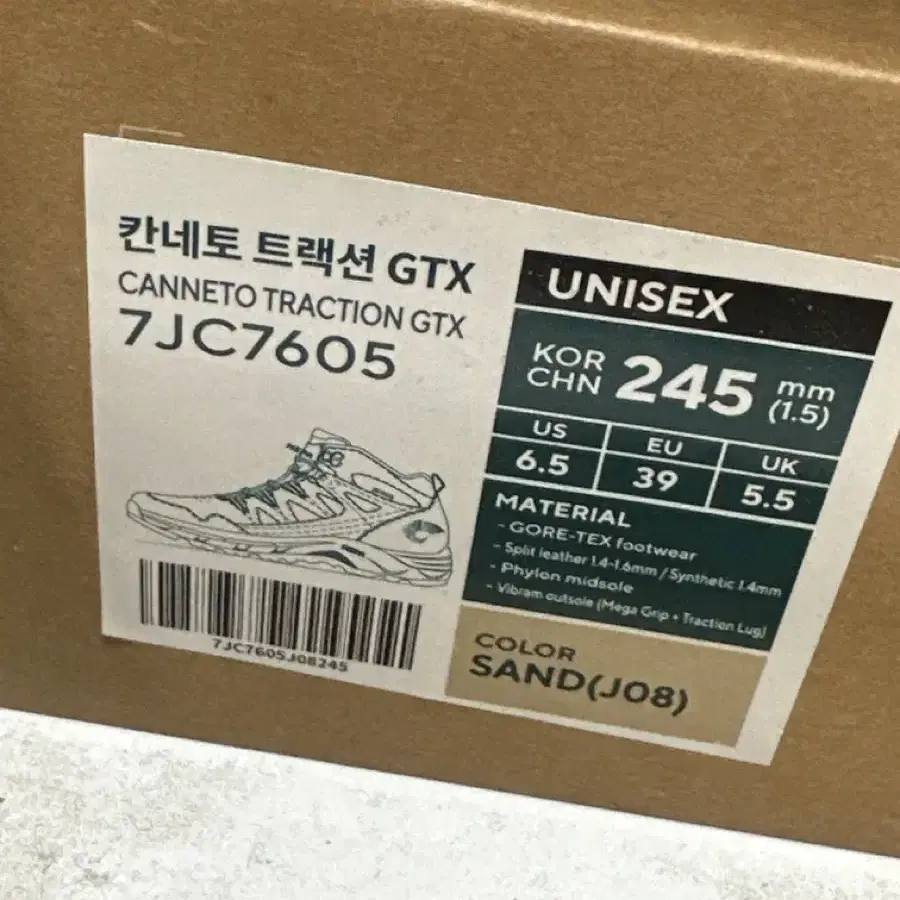 칸네토 트랙션 GTX
CANNETO TRACTION GTX
7JC7605
7JC7605J08245
UNISEX
KOR
CHN
245 mm
(1.5)
US EU UK
6.5 39 5.5
MATERIAL
- GORE-TEX footwear
- Split leather 1.4-1.6mm / Synthetic 1.4mm
- Phylon midsole
- Vibram outsole (Mega Grip + Traction Lug)
COLOR
SAND(J08)